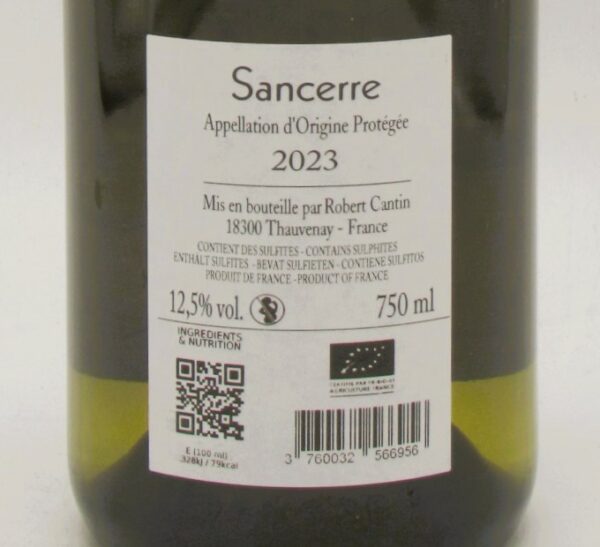 Sancerre
Appellation d'Origine Protégée
2023
Mis en bouteille par Robert Cantin
18300 Thauvenay - France
CONTIENT DES SULFITES - CONTAINS SULPHITES
ENTHÄLT SULFITES - BEVAT SULFIETEN - CONTIENE SULFITOS
PRODUIT DE FRANCE - PRODUCT OF FRANCE
12,5% vol. 750 ml
INGREDIENTS
& NUTRITION
AGRICULTURE FRANCE
E (100 ml)
328kJ / 79kcal
3 760032 566956